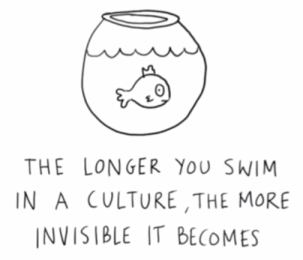 THE LONGER YOU SWIM
IN A CULTURE, THE MORE
INVISIBLE IT BECOMES